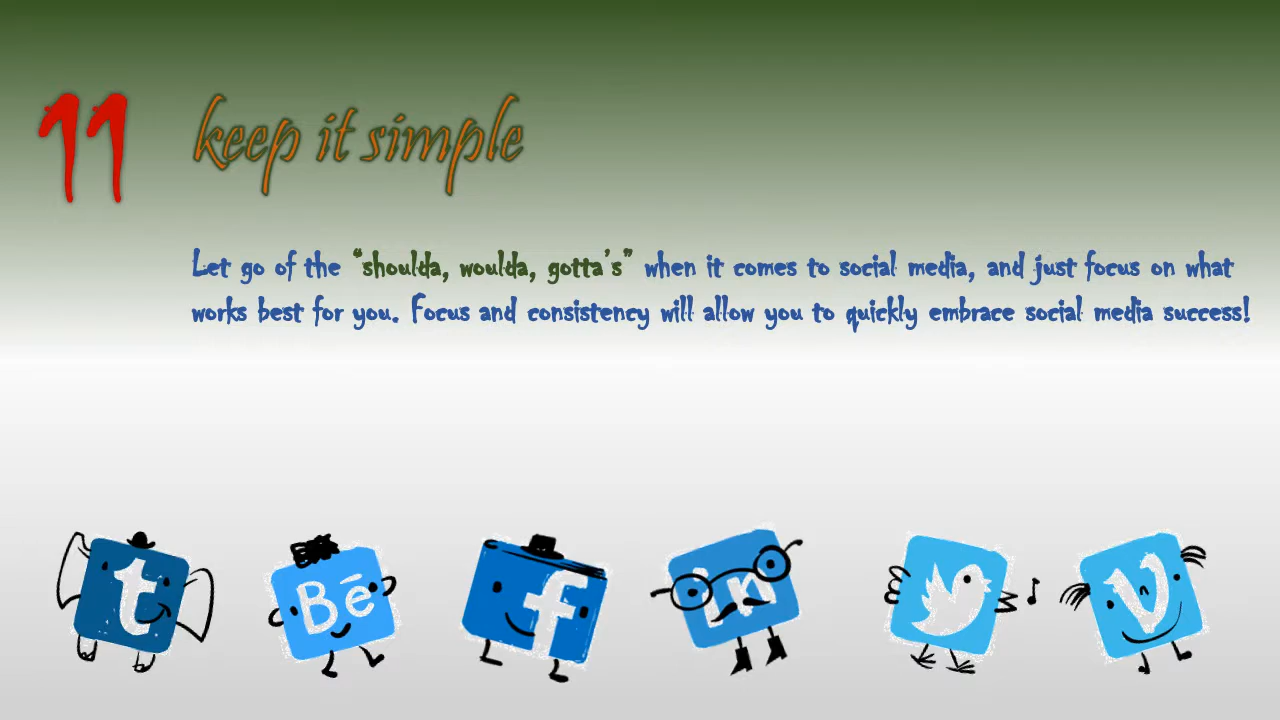 11 keep it simple
Let go of the “shoulda, woulda, gotta’s” when it comes to social media, and just focus on what
works best for you. Focus and consistency will allow you to quickly embrace social media success!
t Bē f in V